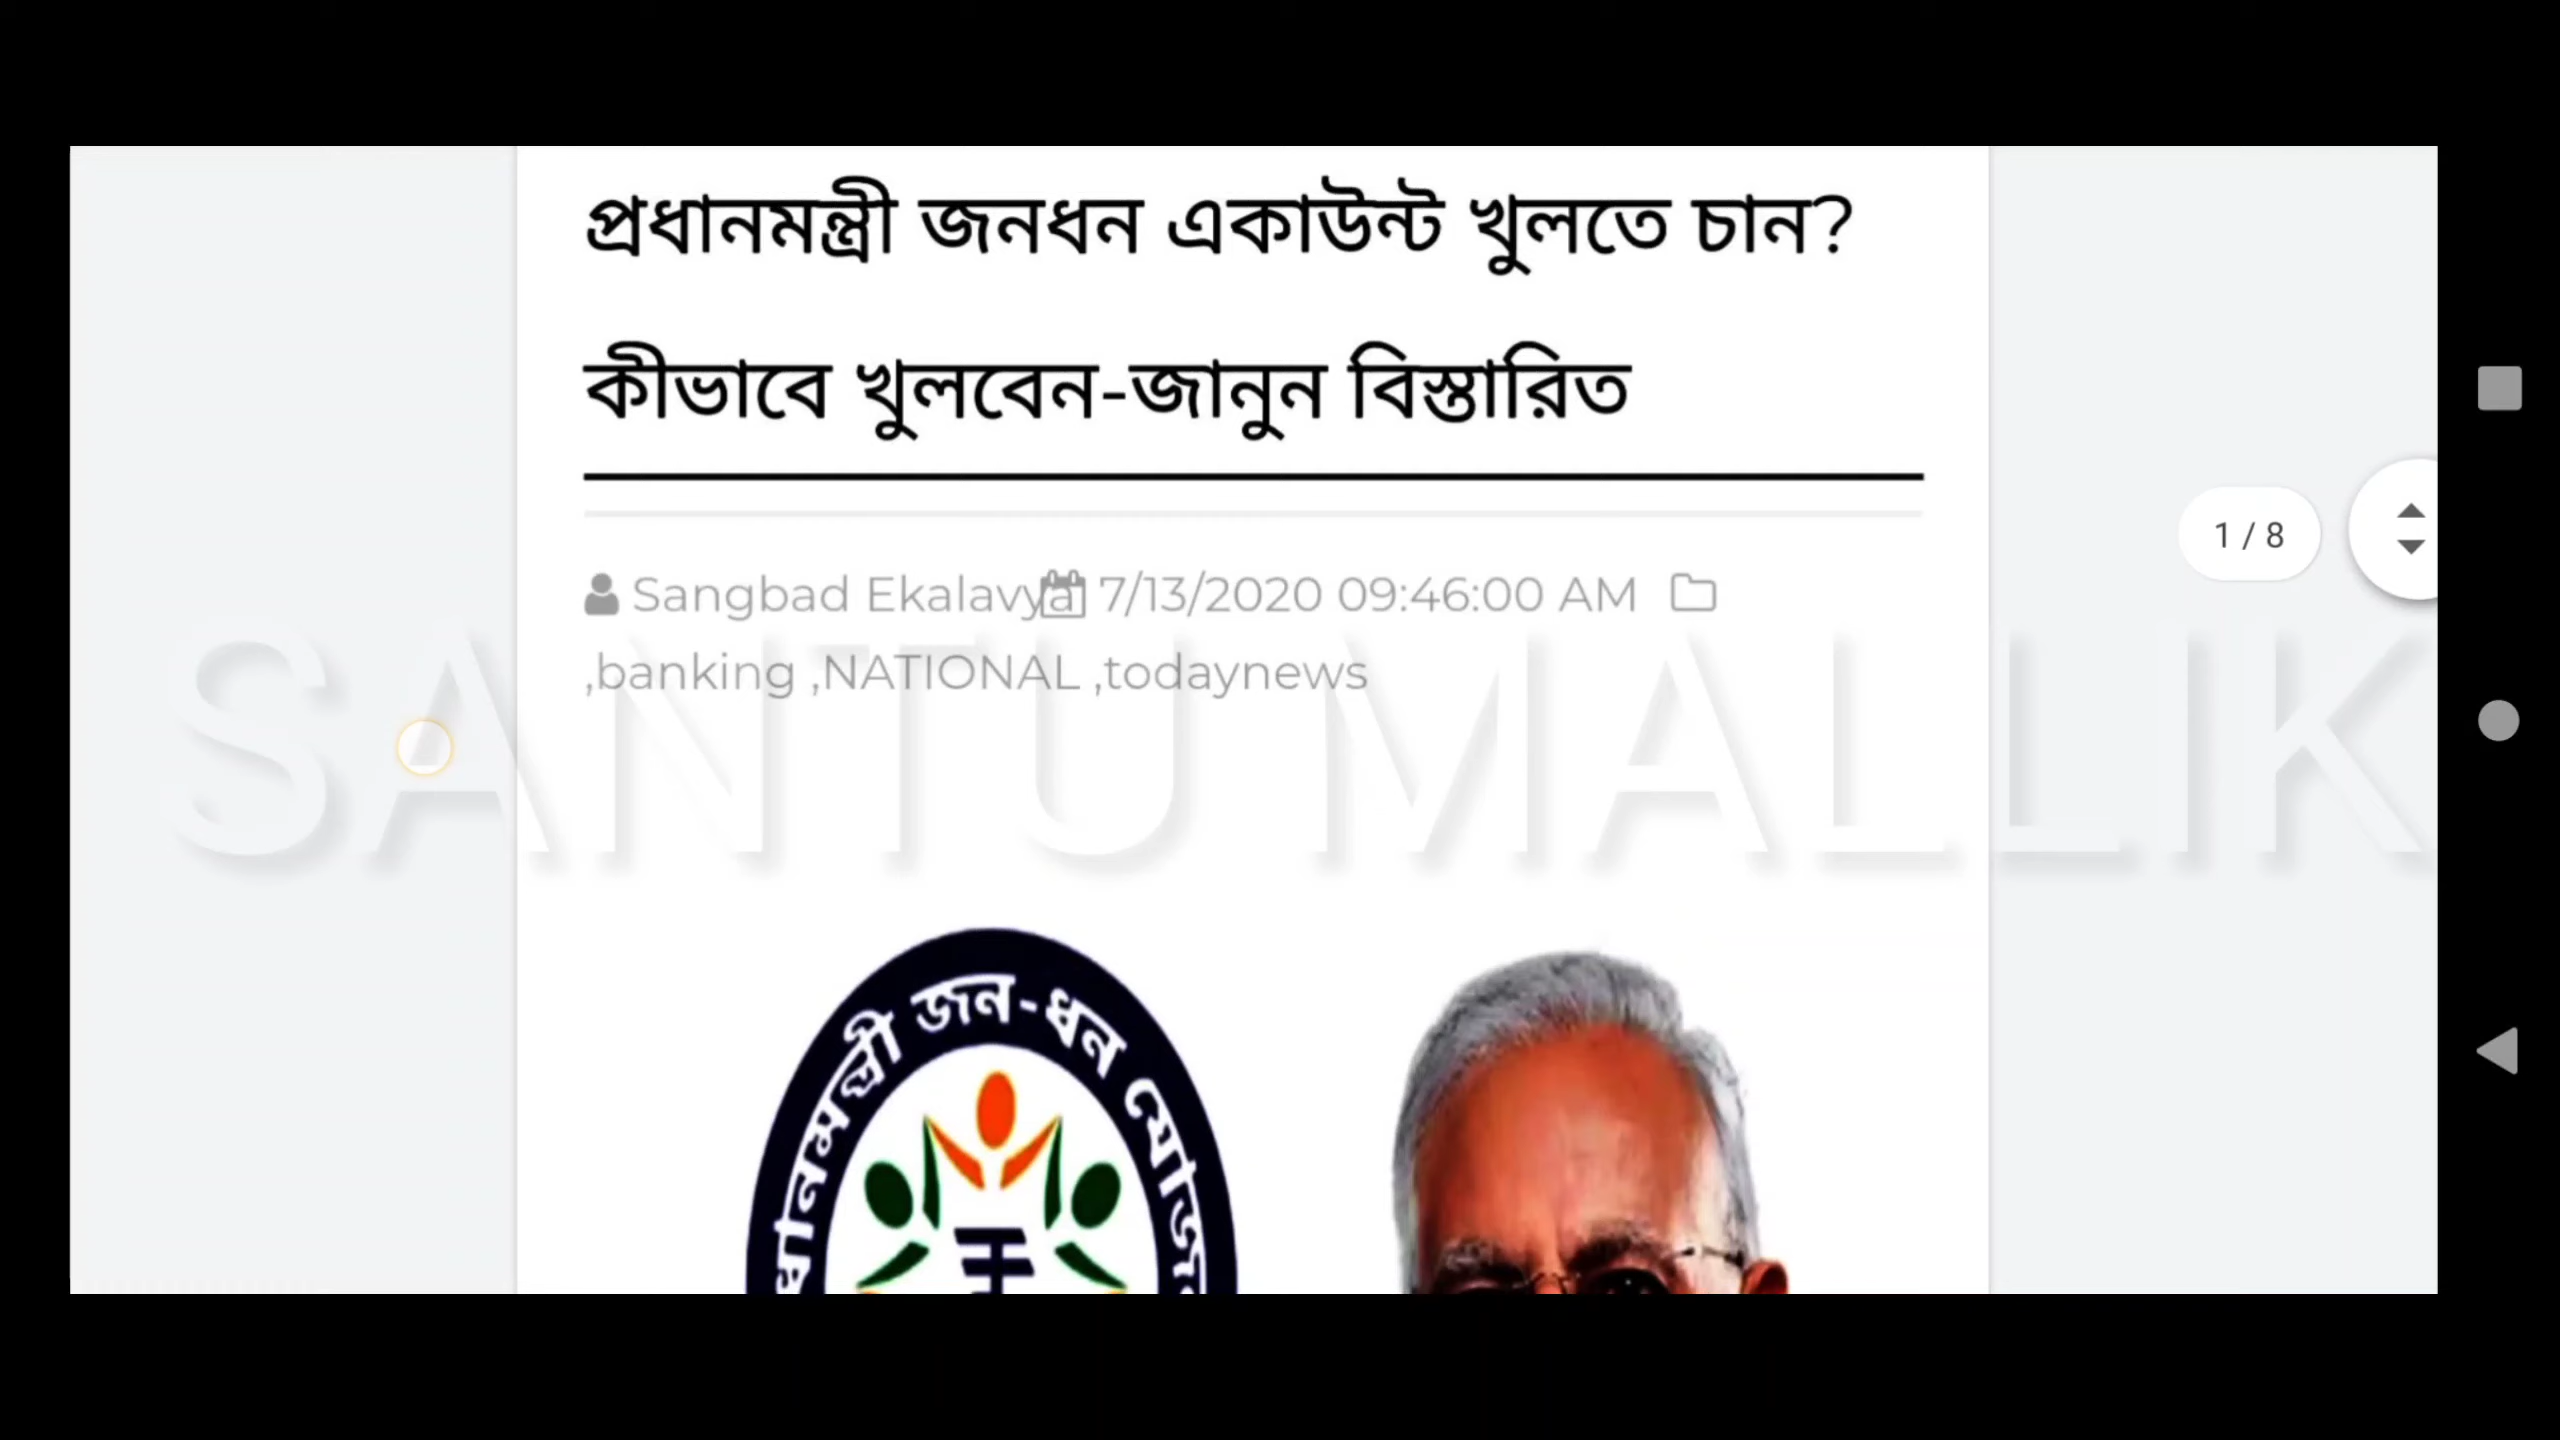 প্রধানমন্ত্রী জনধন একাউন্ট খুলতে চান?
কীভাবে খুলবেন-জানুন বিস্তারিত
Sangbad Ekalavya 7/13/2020 09:46:00 AM
,banking ,NATIONAL ,todaynews
1 / 8
SANTU MALLIK
জন-ধন